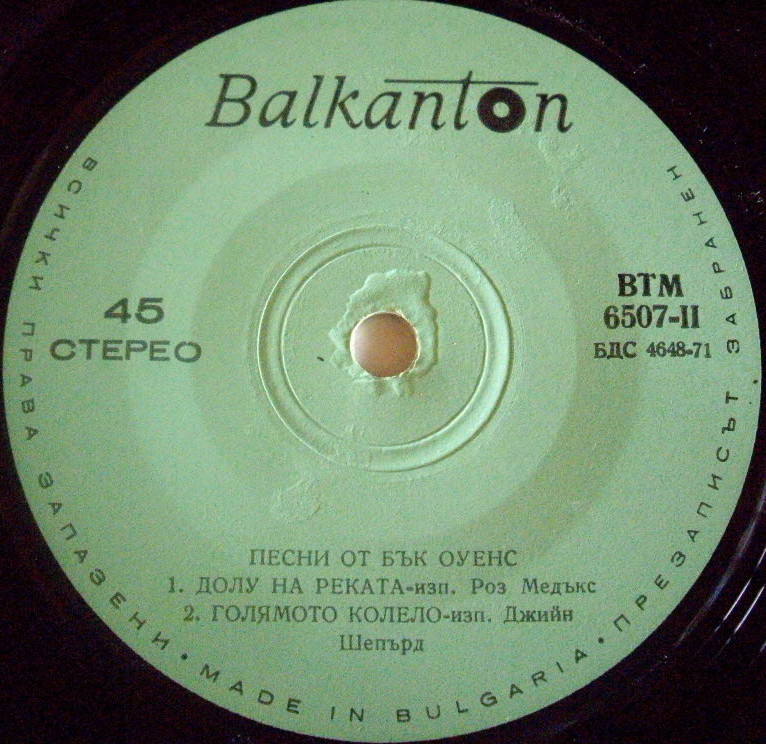 Balkanton
45
СТЕРЕО
ВТМ
6507-II
БДС 4648-71
ПЕСНИ ОТ БЪК ОУЕНС
1. ДОЛУ НА РЕКАТА-изп. Роз Медъкс
2. ГОЛЯМОТО КОЛЕЛО-изп. Джийн
Шепърд
ВСИЧКИ ПРАВА ЗАПАЗЕНИ • MADE IN BULGARIA • ПРЕЗАПИСЪТ ЗАБРАНЕН